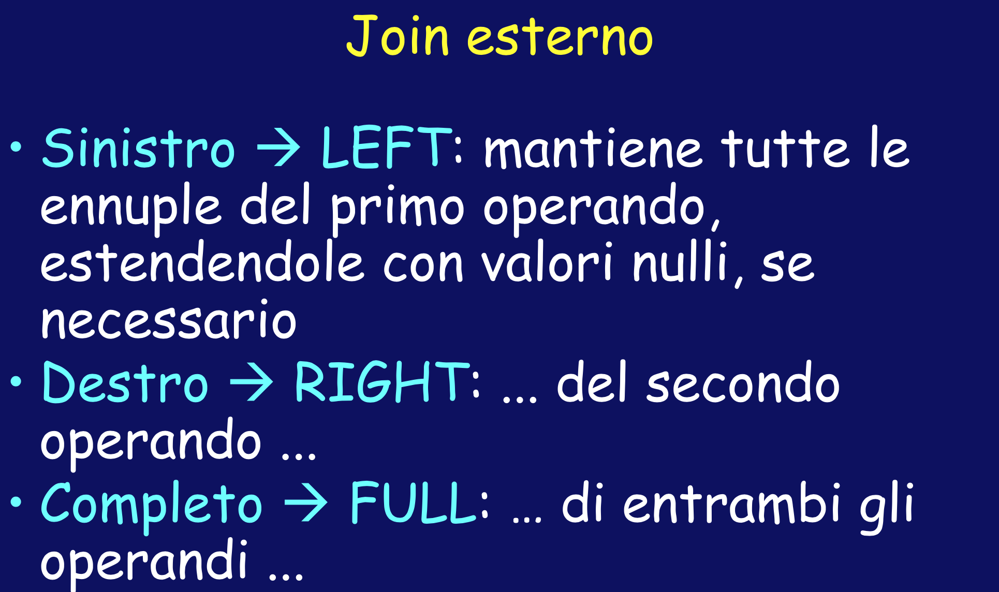 Join esterno
• Sinistro → LEFT: mantiene tutte le
ennuple del primo operando,
estendendole con valori nulli, se
necessario
• Destro → RIGHT: ... del secondo
operando ...
• Completo → FULL: ... di entrambi gli
operandi ...